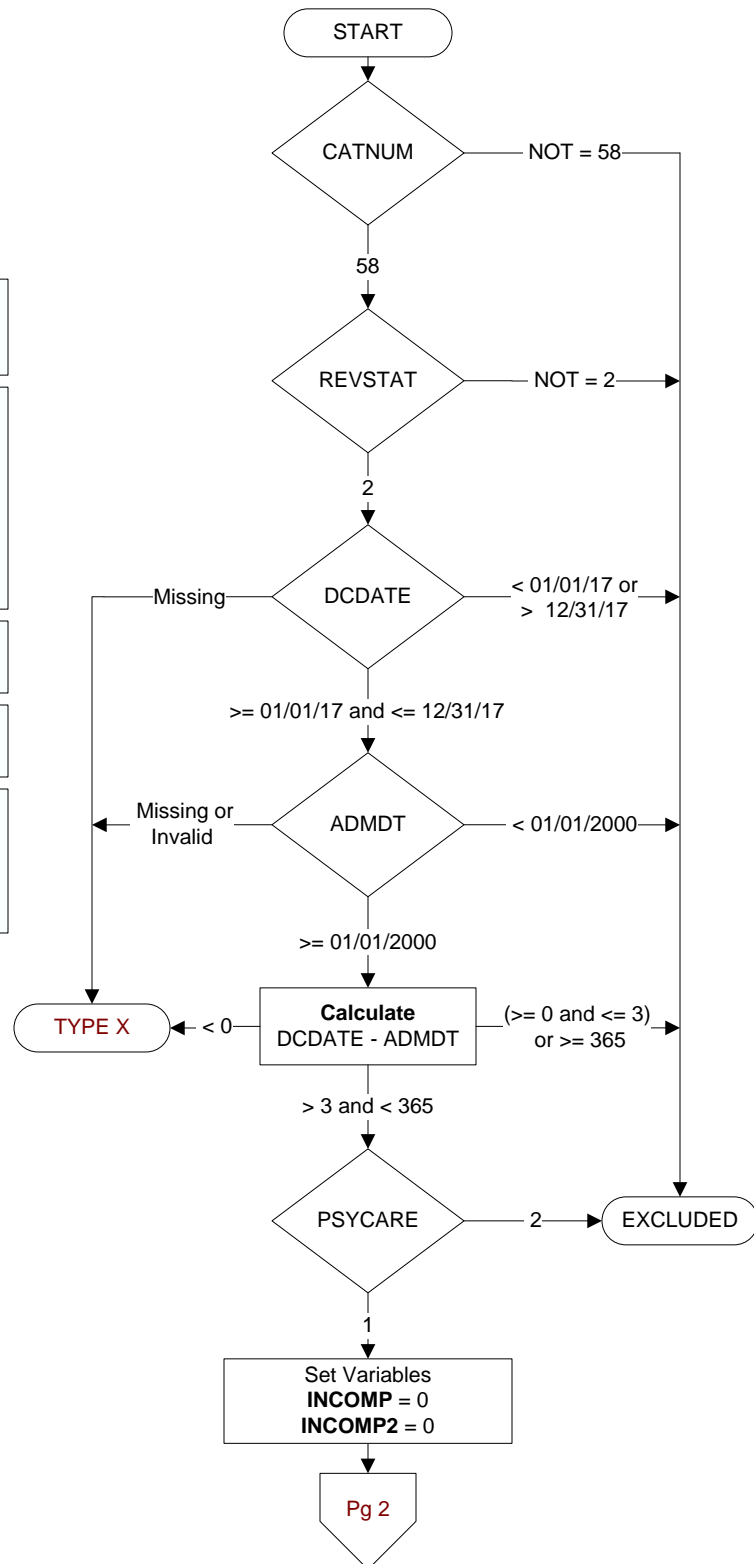 START
CATNUM
NOT = 58
58
REVSTAT
NOT = 2
2
Missing
DCDATE
< 01/01/17 or
> 12/31/17
>= 01/01/17 and <= 12/31/17
Missing or
Invalid
ADMDT
< 01/01/2000
>= 01/01/2000
TYPE X
< 0
Calculate
DCDATE - ADMDT
(>= 0 and <= 3)
or >= 365
> 3 and < 365
PSYCARE
2
EXCLUDED
1
Set Variables
INCOMP = 0
INCOMP2 = 0
Pg 2